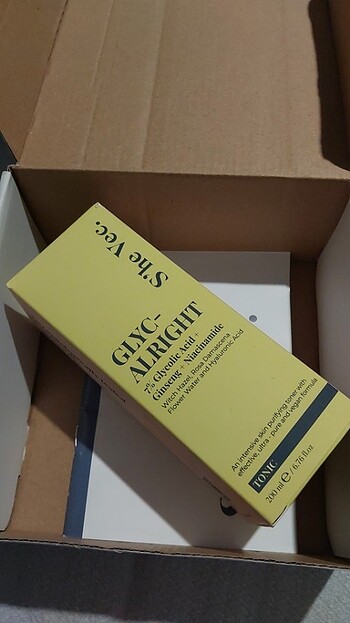 S'he Vec.
GLYC-
ALRIGHT
7% Glycolic Acid +
Ginseng + Niacinamide
Witch Hazel, Rosa Damascena
Flower Water and Hyaluronic Acid
An intensive skin purifying toner with
effective, ultra - pure and vegan formula
TONIC
200 ml ℮ / 6.76 fl.oz